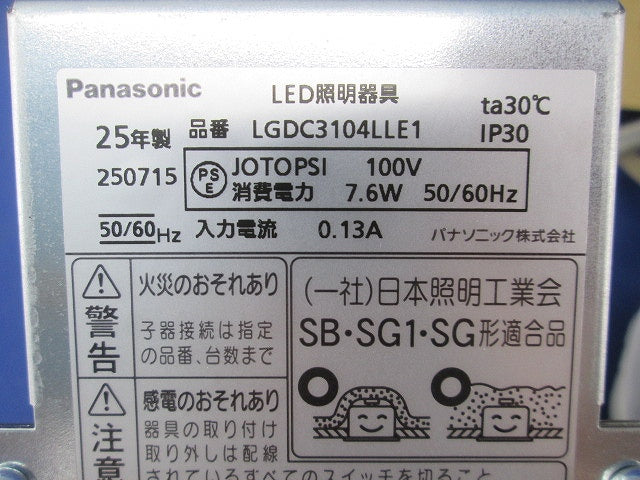 Panasonic LED照明器具 ta30℃
25年製 品番 LGDC3104LLE1 IP30
250715 PSE JOTOPSI 100V
消費電力 7.6W 50/60Hz
50/60Hz 入力電流 0.13A パナソニック株式会社
警告
火災のおそれあり
子器接続は指定
の品番、台数まで
注意
感電のおそれあり
器具の取り付け
取り外しは配線
されているすべてのスイッチを切ること
(一社)日本照明工業会
SB・SG1・SG形適合品